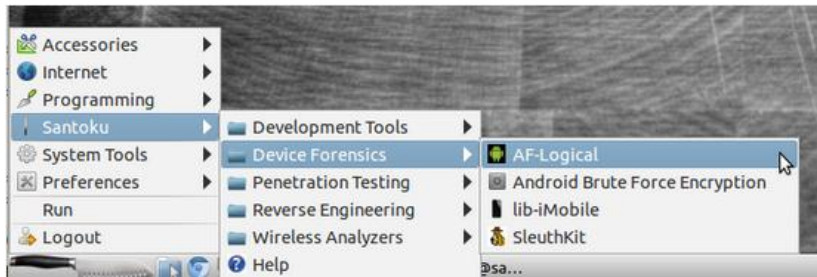 Accessories
Internet
Programming
Santoku
System Tools
Preferences
Run
Logout
Development Tools
Device Forensics
Penetration Testing
Reverse Engineering
Wireless Analyzers
Help
AF-Logical
Android Brute Force Encryption
lib-iMobile
SleuthKit
@sa...